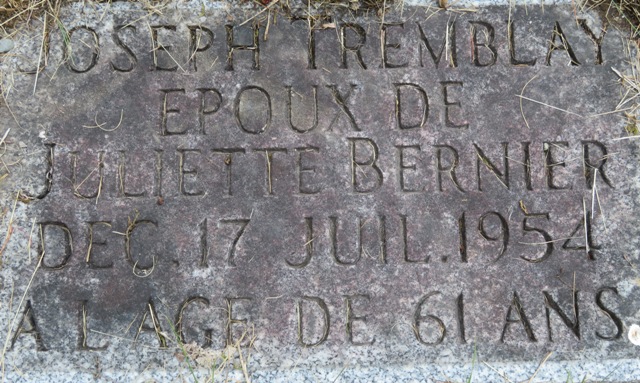 JOSEPH TREMBLAY
EPOUX DE
JULIETTE BERNIER
DEC. 17 JUIL. 1954
A L AGE DE 61 ANS